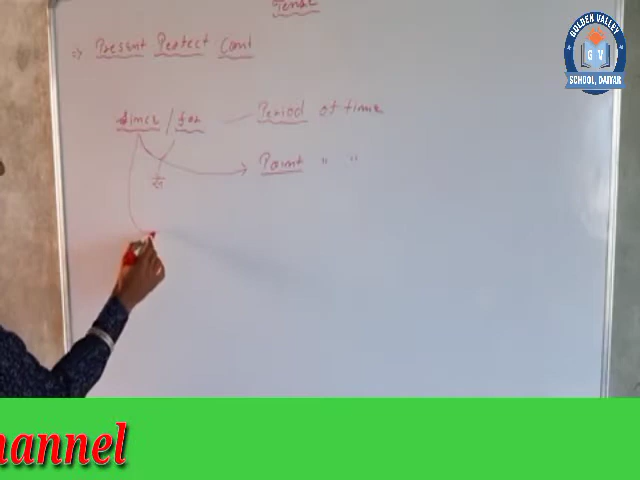 Tense
⇒ Present Perfect Cont
Since / for — Period of time
Point " "
GOLDEN VALLEY
G V
SCHOOL, DAIYAR
hannel